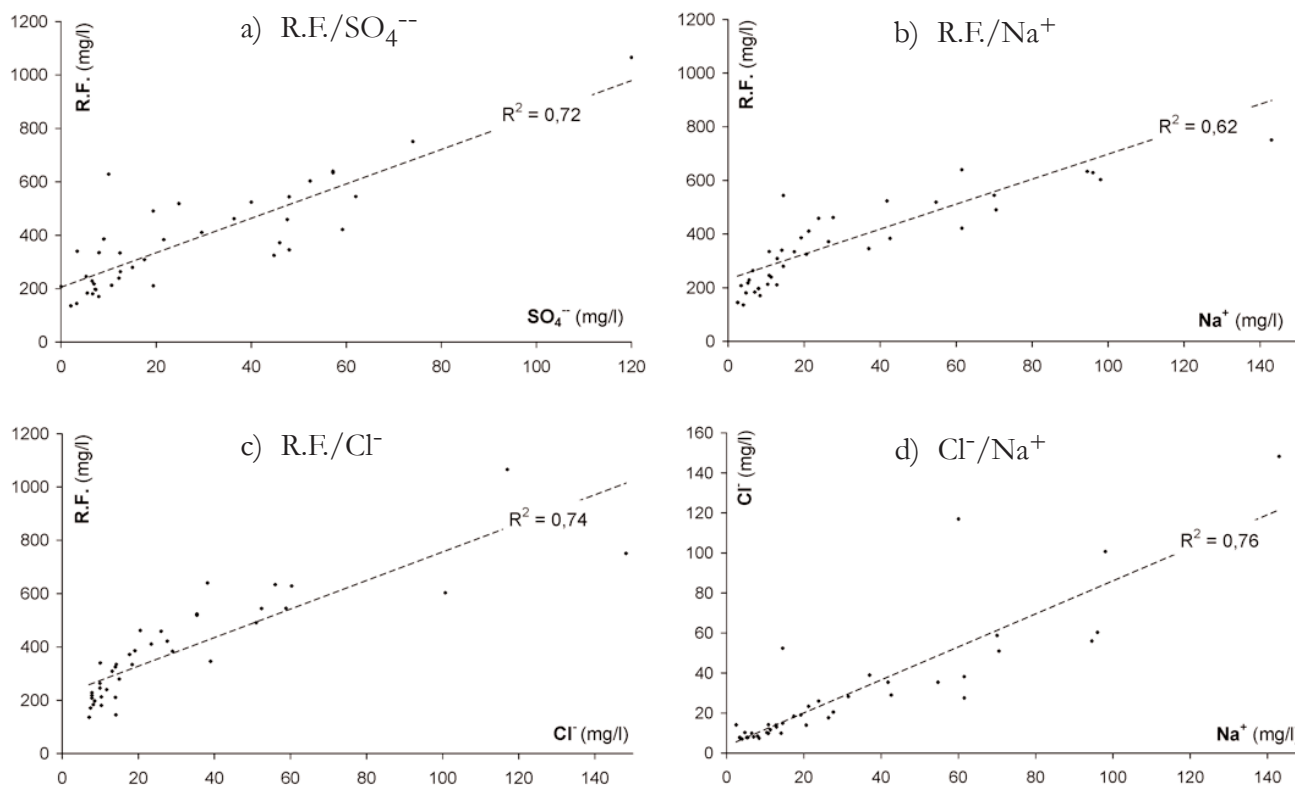 a) R.F./SO₄⁻⁻
R.F. (mg/l)
1200
1000
800
600
400
200
0
R² = 0,72
SO₄⁻⁻ (mg/l)
0 20 40 60 80 100 120
b) R.F./Na⁺
R.F. (mg/l)
1200
1000
800
600
400
200
0
R² = 0,62
Na⁺ (mg/l)
0 20 40 60 80 100 120 140
c) R.F./Cl⁻
R.F. (mg/l)
1200
1000
800
600
400
200
0
R² = 0,74
Cl⁻ (mg/l)
0 20 40 60 80 100 120 140
d) Cl⁻/Na⁺
Cl⁻ (mg/l)
160
140
120
100
80
60
40
20
0
R² = 0,76
Na⁺ (mg/l)
0 20 40 60 80 100 120 140